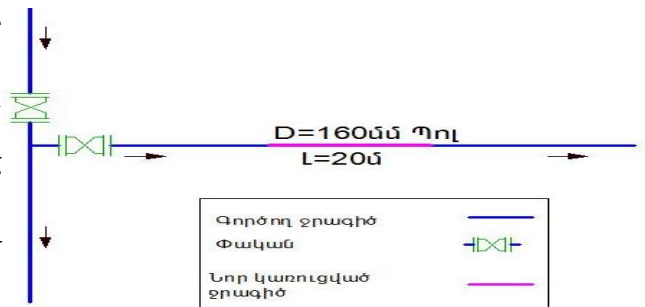 D=160մմ Պոլ
Լ=20մ
Գործող ջրագիծ
Փական
Նոր կառուցված
ջրագիծ